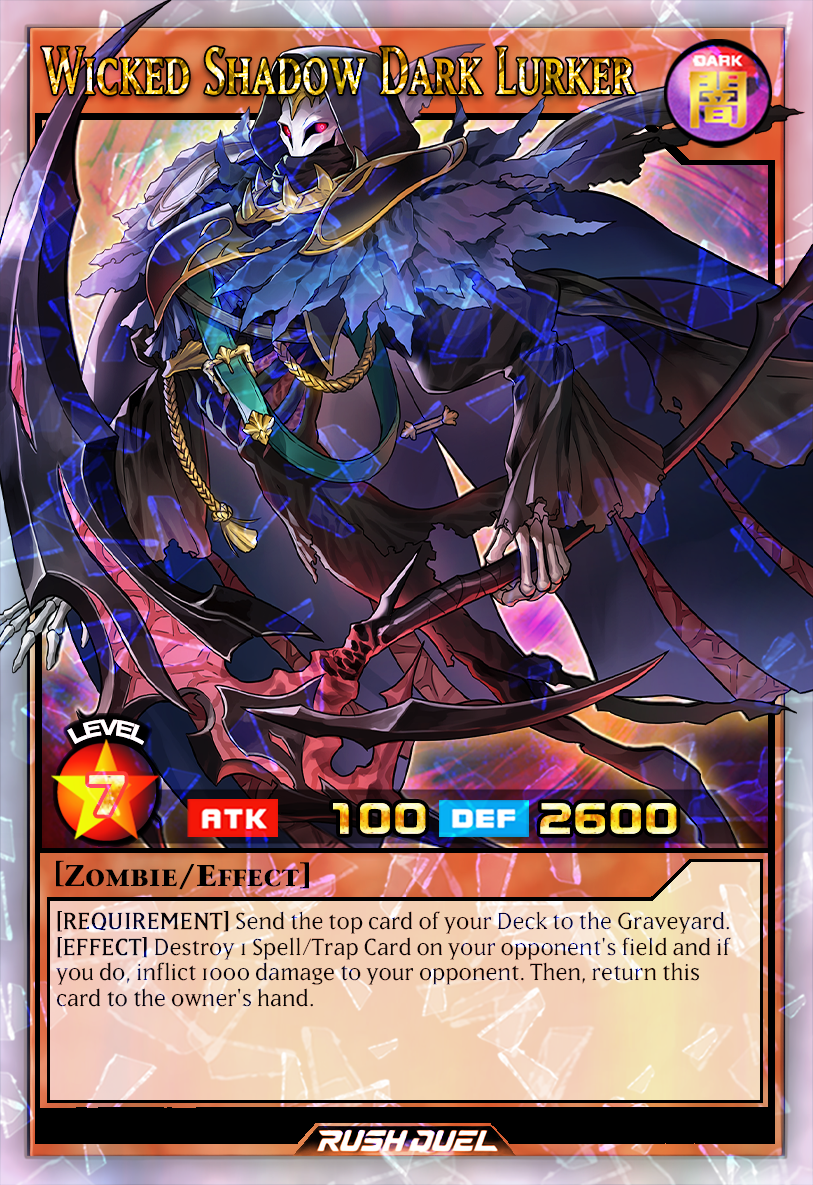 Wicked Shadow Dark Lurker
DARK
闇
LEVEL
7
ATK 100 DEF 2600
[Zombie/Effect]
[REQUIREMENT] Send the top card of your Deck to the Graveyard.
[EFFECT] Destroy 1 Spell/Trap Card on your opponent's field and if
you do, inflict 1000 damage to your opponent. Then, return this
card to the owner's hand.
RUSH DUEL